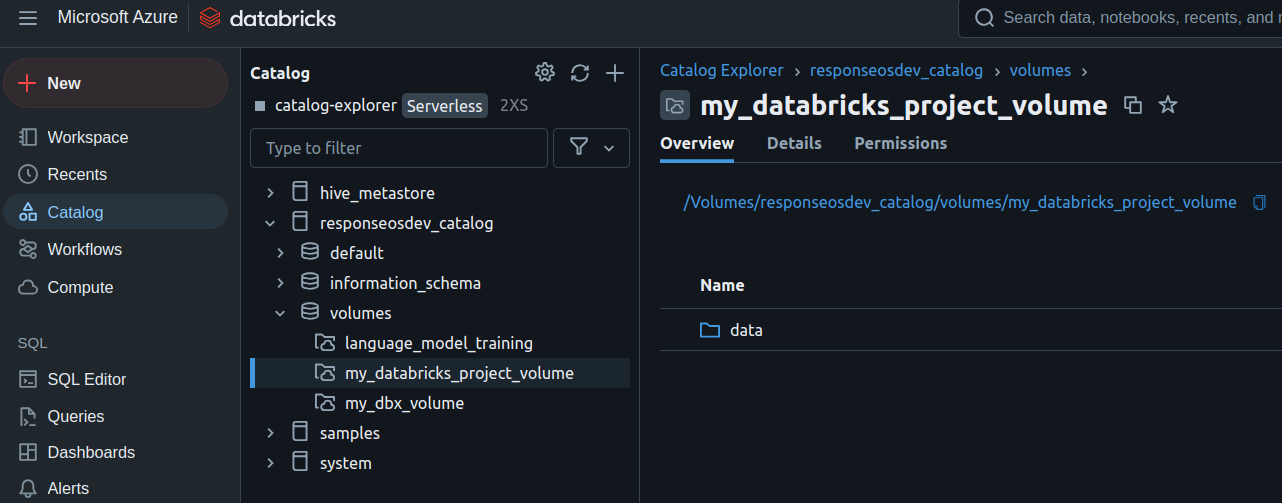 Microsoft Azure databricks
Search data, notebooks, recents, and
New
Workspace
Recents
Catalog
Workflows
Compute
SQL
SQL Editor
Queries
Dashboards
Alerts
Catalog
catalog-explorer Serverless 2XS
Type to filter
hive_metastore
responseosdev_catalog
default
information_schema
volumes
language_model_training
my_databricks_project_volume
my_dbx_volume
samples
system
Catalog Explorer > responseosdev_catalog > volumes >
my_databricks_project_volume
Overview Details Permissions
/Volumes/responseosdev_catalog/volumes/my_databricks_project_volume
Name
data